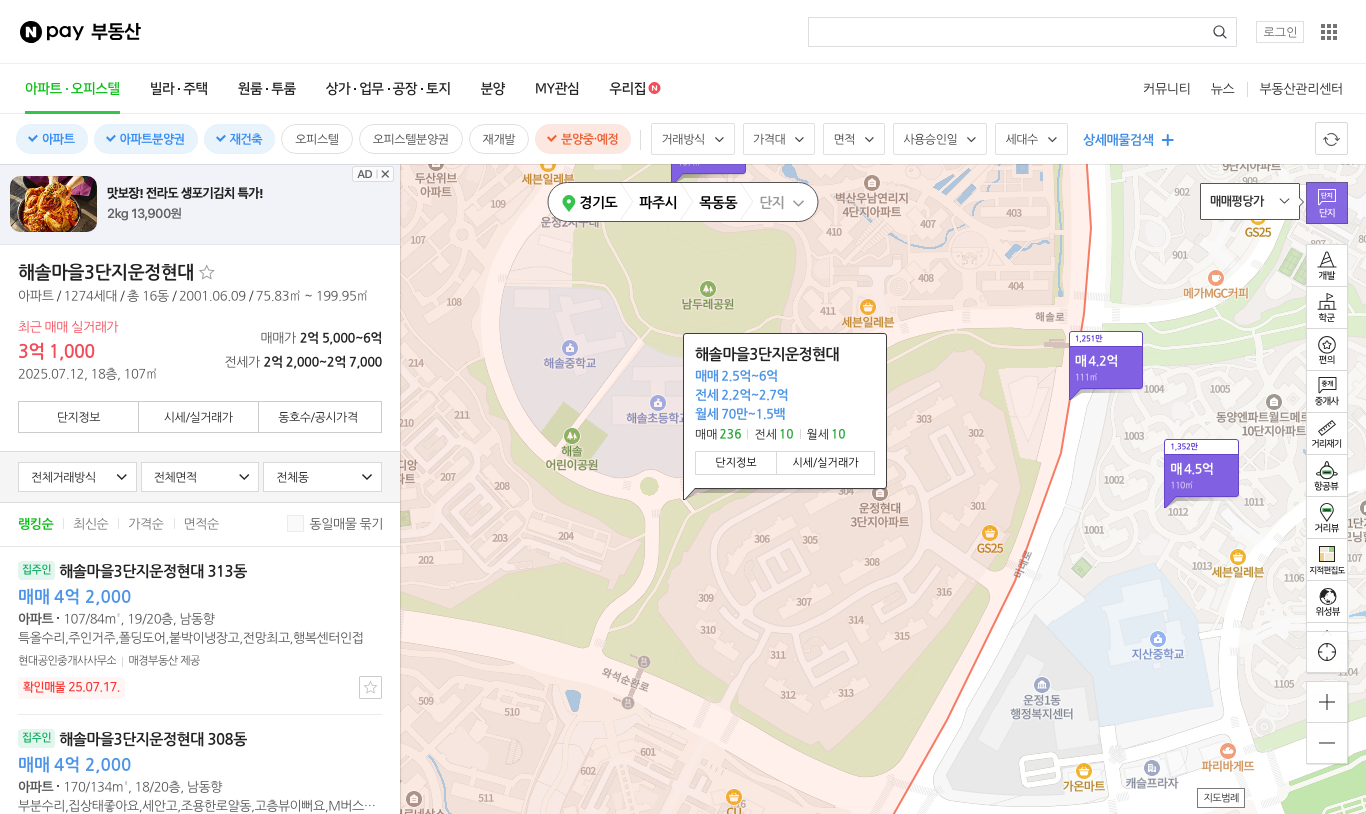 N pay 부동산
로그인
아파트·오피스텔 빌라·주택 원룸·투룸 상가·업무·공장·토지 분양 MY관심 우리집 N
커뮤니티 뉴스 부동산관리센터
아파트 아파트분양권 재건축 오피스텔 오피스텔분양권 재개발 분양중·예정 거래방식 가격대 면적 사용승인일 세대수 상세매물검색
AD
맛보장! 전라도 생포기김치 특가!
2kg 13,900원
해솔마을3단지운정현대
아파트 / 1274세대 / 총 16동 / 2001.06.09 / 75.83㎡ ~ 199.95㎡
최근 매매 실거래가
3억 1,000
2025.07.12, 18층, 107㎡
매매가 2억 5,000~6억
전세가 2억 2,000~2억 7,000
단지정보 시세/실거래가 동호수/공시가격
전체거래방식 전체면적 전체동
랭킹순 최신순 가격순 면적순 동일매물 묶기
집주인 해솔마을3단지운정현대 313동
매매 4억 2,000
아파트 · 107/84m², 19/20층, 남동향
특올수리,주인거주,폴딩도어,붙박이냉장고,전망최고,행복센터인접
현대공인중개사사무소 매경부동산 제공
확인매물 25.07.17.
집주인 해솔마을3단지운정현대 308동
매매 4억 2,000
아파트 · 170/134m², 18/20층, 남동향
부분수리,집상태좋아요,세안고,조용한로얄동,고층뷰이뻐요,M버스…
경기도 파주시 목동동 단지
두산위브
아파트
세븐일레븐
벽산우남연리지
4단지아파트
902
9단지아파트
매매평당가
단지
단지
GS25
410
409
407
107
108
408
404
403
401
남두레공원
세븐일레븐
해솔로
메가MGC커피
해솔중학교
해솔초등학교
해솔
어린이공원
214
211
해솔마을3단지운정현대
매매 2.5억~6억
전세 2.2억~2.7억
월세 70만~1.5백
매매 236 전세 10 월세 10
단지정보 시세/실거래가
운정현대
3단지아파트
303
302
301
1,251만
매 4.2억
111㎡
1,352만
매 4.5억
110㎡
1004
1005
1003
1002
1001
1011
1012
동양엔파트월드메르
10단지아파트
GS25
세븐일레븐
203
204
202
227
306
305
308
307
309
310
311
312
313
314
315
316
미래로
와석순환로
509
510
511
601
602
지산중학교
운정1동
행정복지센터
1101
1104
1105
파리바게뜨
캐슬프라자
가온마트
CU
지도범례
개발
학군
편의
중개
중개사
거리재기
항공뷰
거리뷰
지적편집도
위성뷰